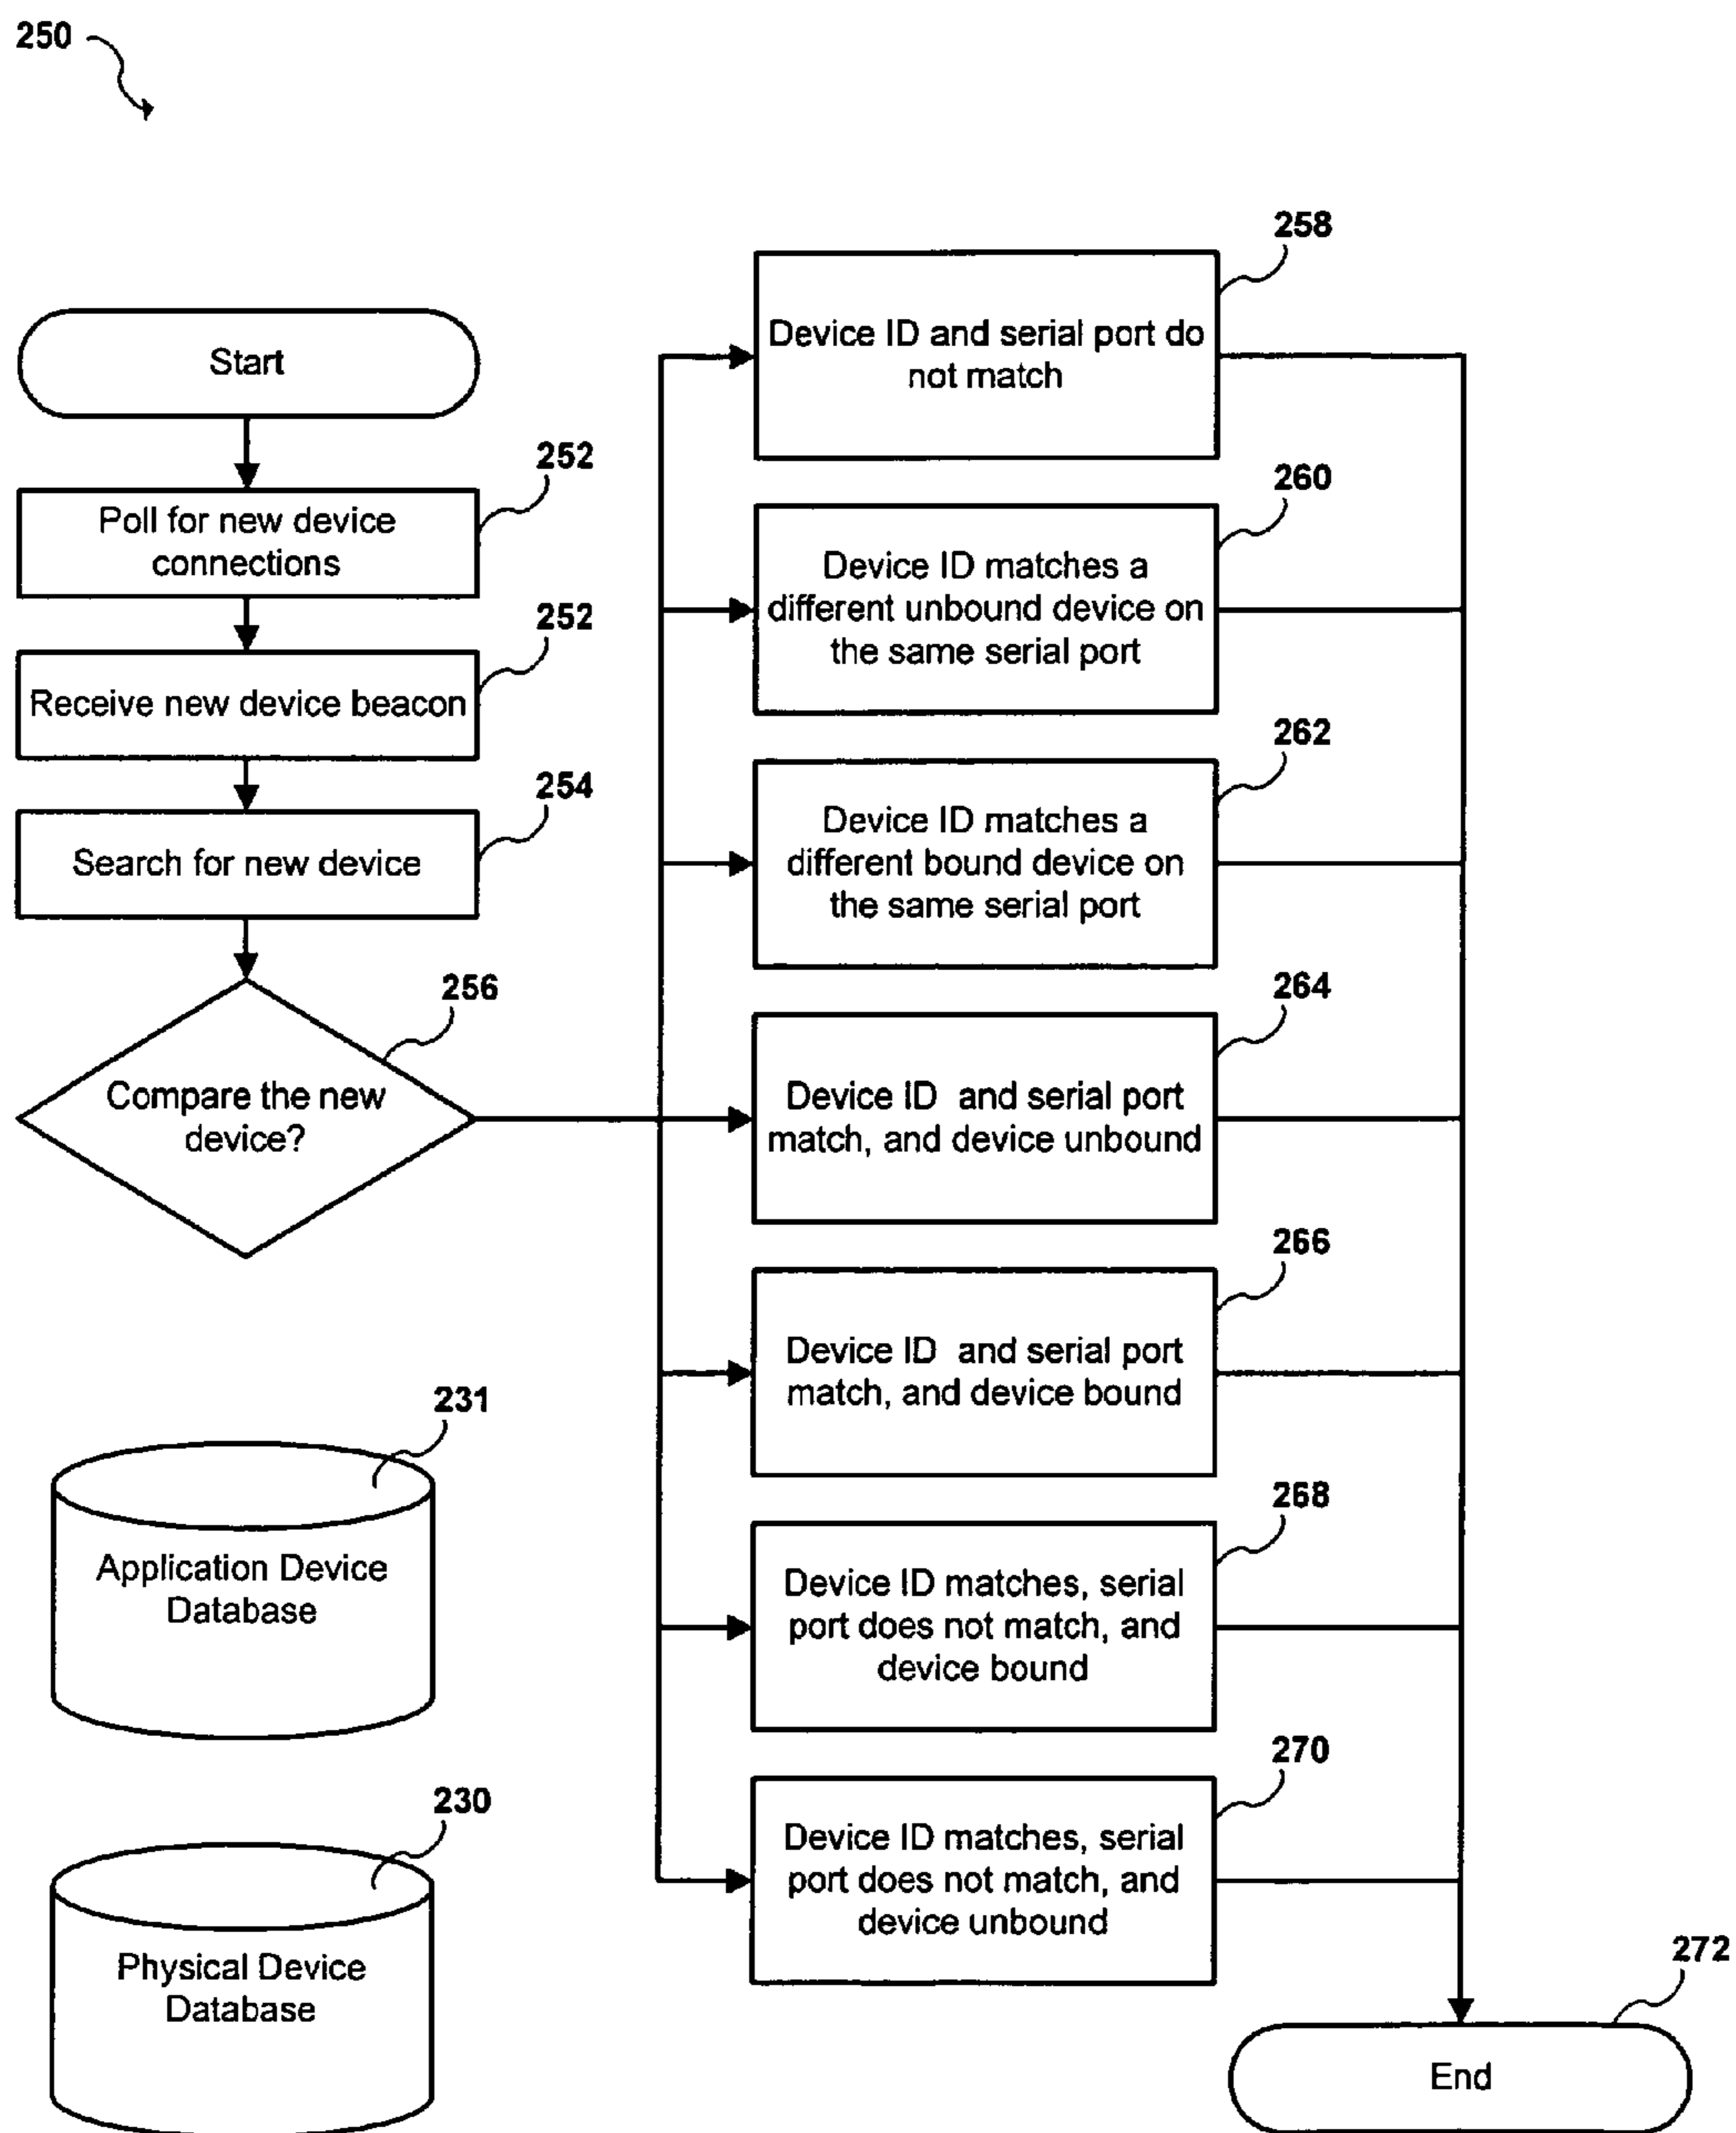 250
Start
252
Poll for new device
connections
252
Receive new device beacon
254
Search for new device
256
Compare the new
device?
231
Application Device
Database
230
Physical Device
Database
258
Device ID and serial port do
not match
260
Device ID matches a
different unbound device on
the same serial port
262
Device ID matches a
different bound device on
the same serial port
264
Device ID and serial port
match, and device unbound
266
Device ID and serial port
match, and device bound
268
Device ID matches, serial
port does not match, and
device bound
270
Device ID matches, serial
port does not match, and
device unbound
272
End